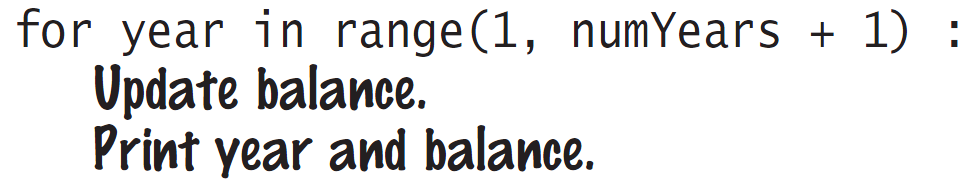 for year in range(1, numYears + 1) :
Update balance.
Print year and balance.